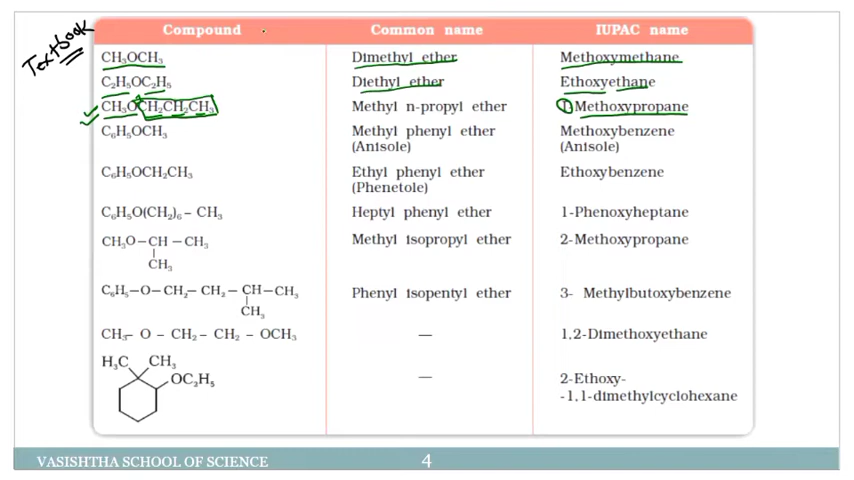 Textbook
Compound Common name IUPAC name
CH₃OCH₃ Dimethyl ether Methoxymethane
C₂H₅OC₂H₅ Diethyl ether Ethoxyethane
CH₃OCH₂CH₂CH₃ Methyl n-propyl ether 1-Methoxypropane
C₆H₅OCH₃ Methyl phenyl ether Methoxybenzene
(Anisole) (Anisole)
C₆H₅OCH₂CH₃ Ethyl phenyl ether Ethoxybenzene
(Phenetole)
C₆H₅O(CH₂)₆ – CH₃ Heptyl phenyl ether 1-Phenoxyheptane
CH₃O – CH – CH₃ Methyl isopropyl ether 2-Methoxypropane
CH₃
C₆H₅ – O – CH₂ – CH₂ – CH – CH₃ Phenyl isopentyl ether 3- Methylbutoxybenzene
CH₃
CH₃ – O – CH₂ – CH₂ – OCH₃ — 1,2-Dimethoxyethane
H₃C CH₃
OC₂H₅ — 2-Ethoxy-
-1,1-dimethylcyclohexane
VASISHTHA SCHOOL OF SCIENCE 4